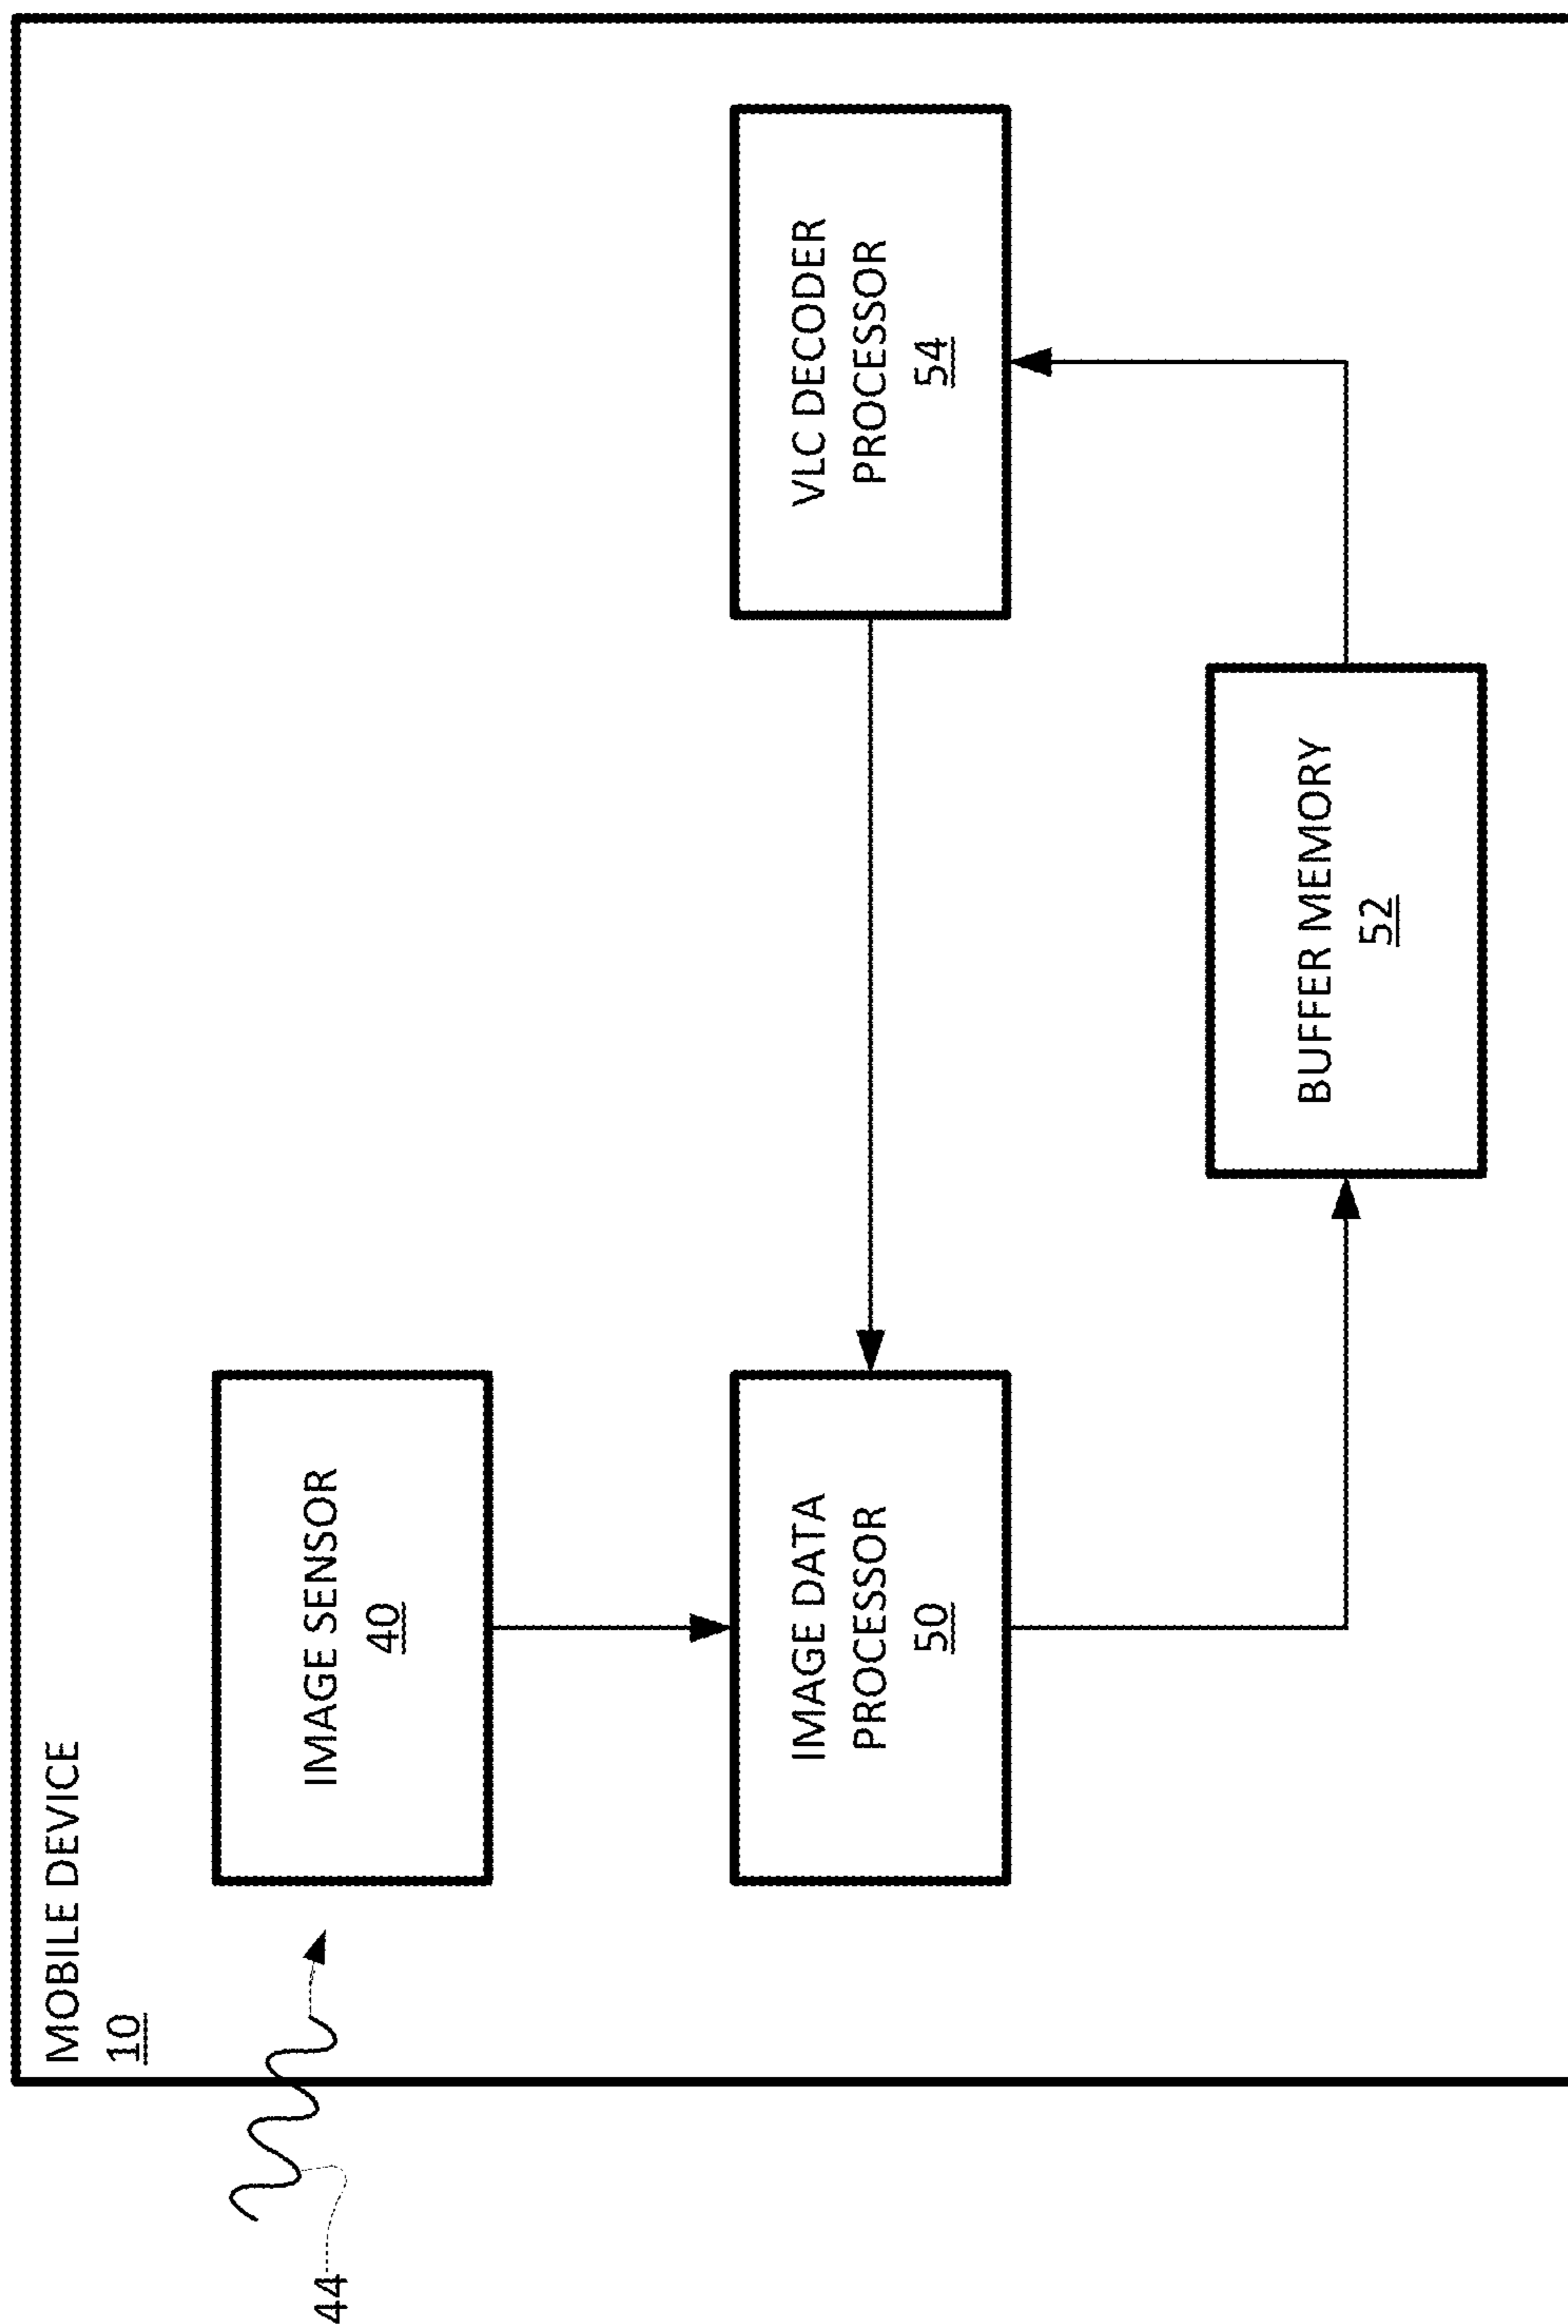 MOBILE DEVICE
10
44
IMAGE SENSOR
40
IMAGE DATA
PROCESSOR
50
VLC DECODER
PROCESSOR
54
BUFFER MEMORY
52